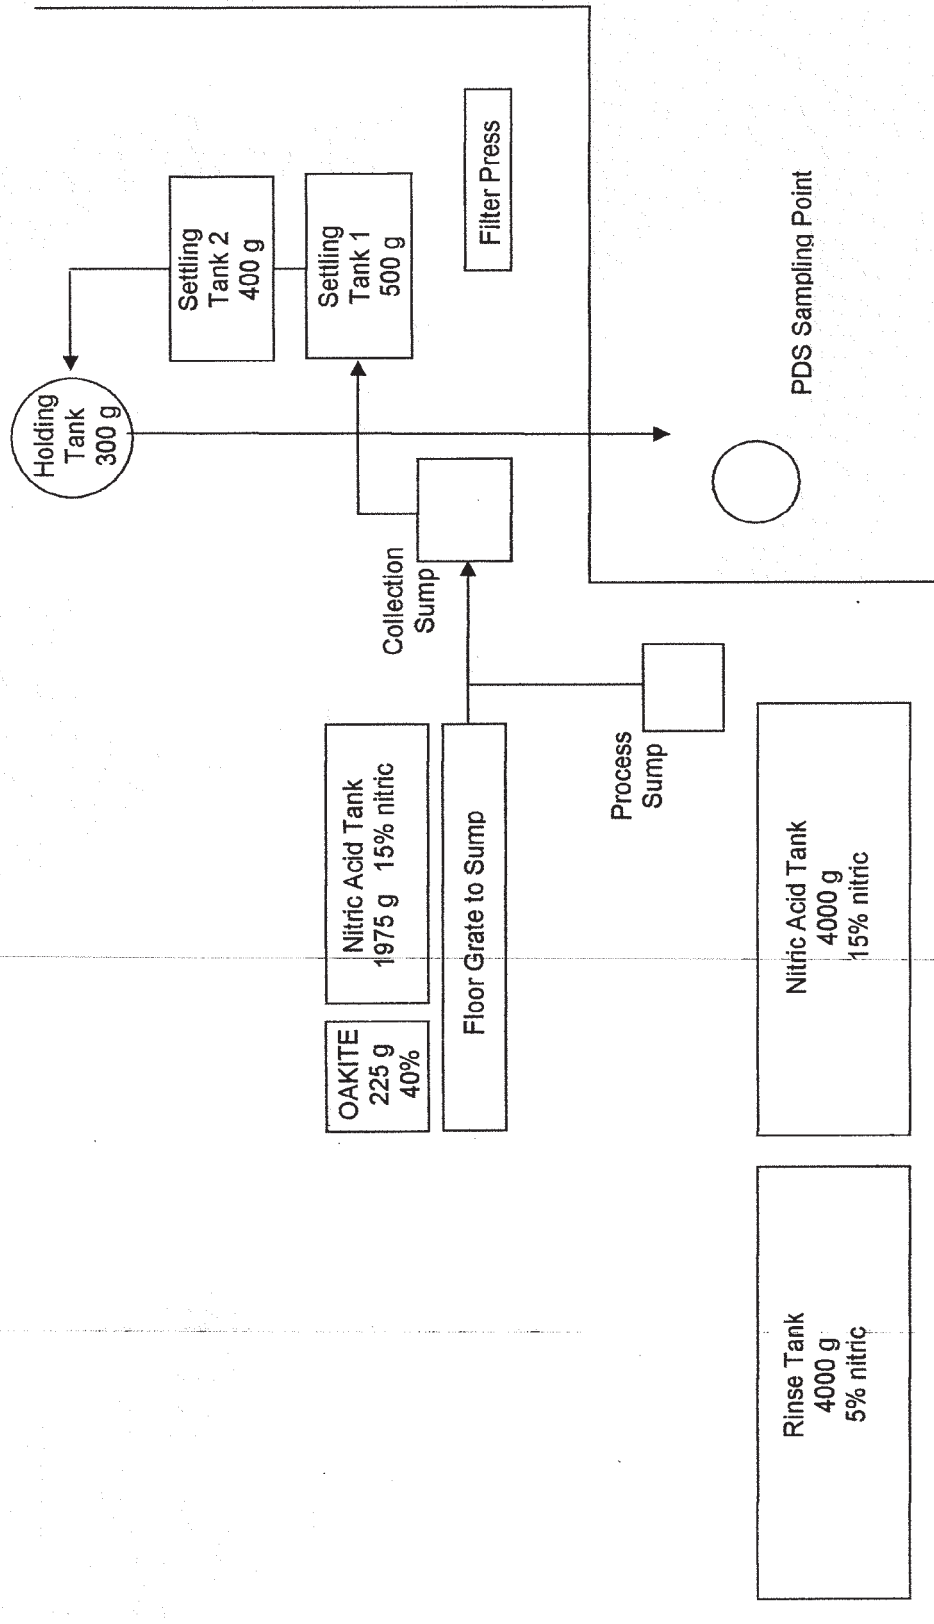 Holding
Tank
300 g
Settling
Tank 2
400 g
Settling
Tank 1
500 g
Filter Press
Collection
Sump
PDS Sampling Point
OAKITE
225 g
40%
Nitric Acid Tank
1975 g 15% nitric
Floor Grate to Sump
Process
Sump
Rinse Tank
4000 g
5% nitric
Nitric Acid Tank
4000 g
15% nitric